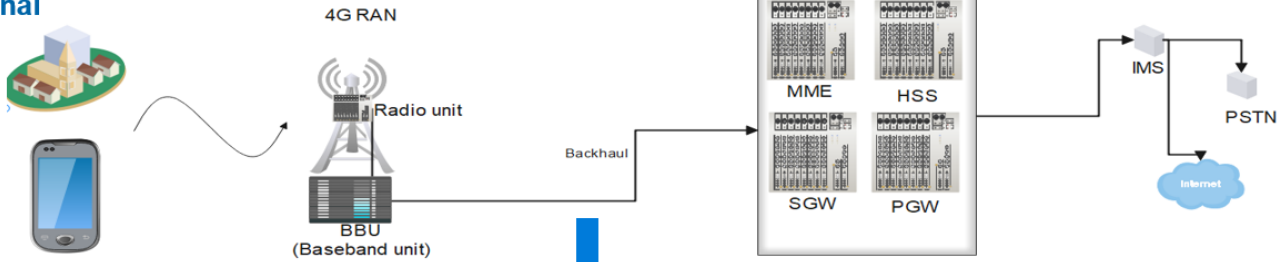 nal
4G RAN
Radio unit
BBU
(Baseband unit)
Backhaul
MME
HSS
SGW
PGW
IMS
PSTN
Internet